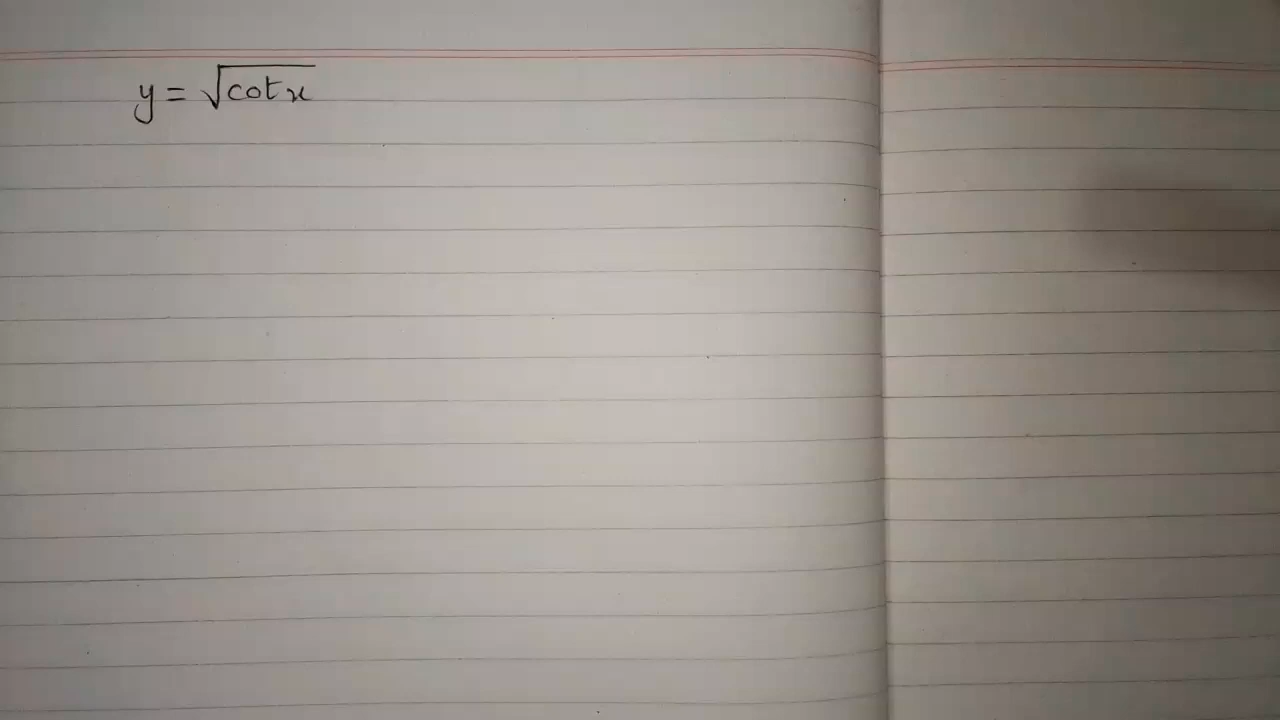 y = √cot x